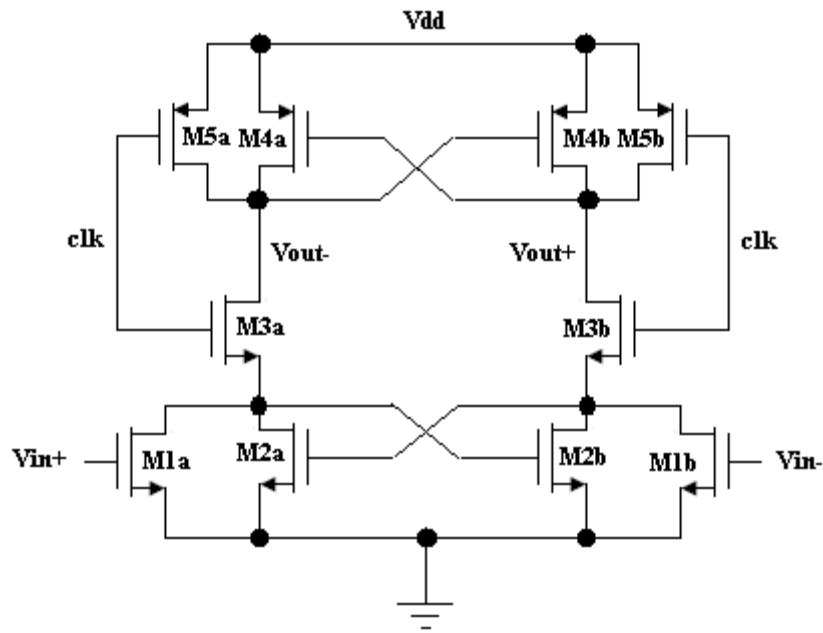 Vdd
M5a M4a M4b M5b
clk clk
Vout- Vout+
M3a M3b
Vin+ M1a M2a M2b M1b Vin-